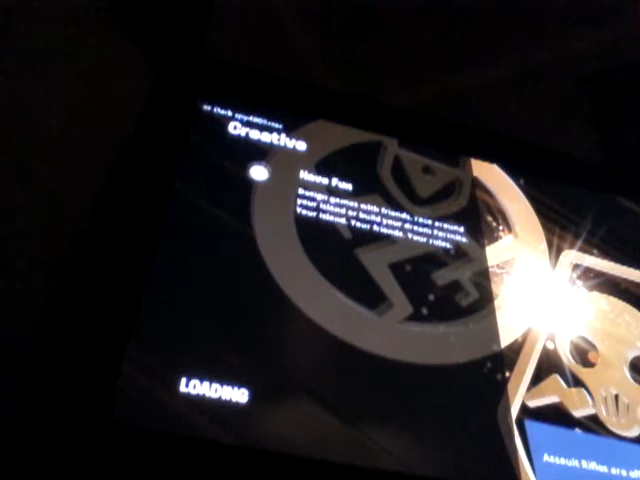 Creative
Have Fun
Design games with friends, race around
your island or build your dream Fortnite.
Your island. Your friends. Your rules.
LOADING
Assault Rifles are